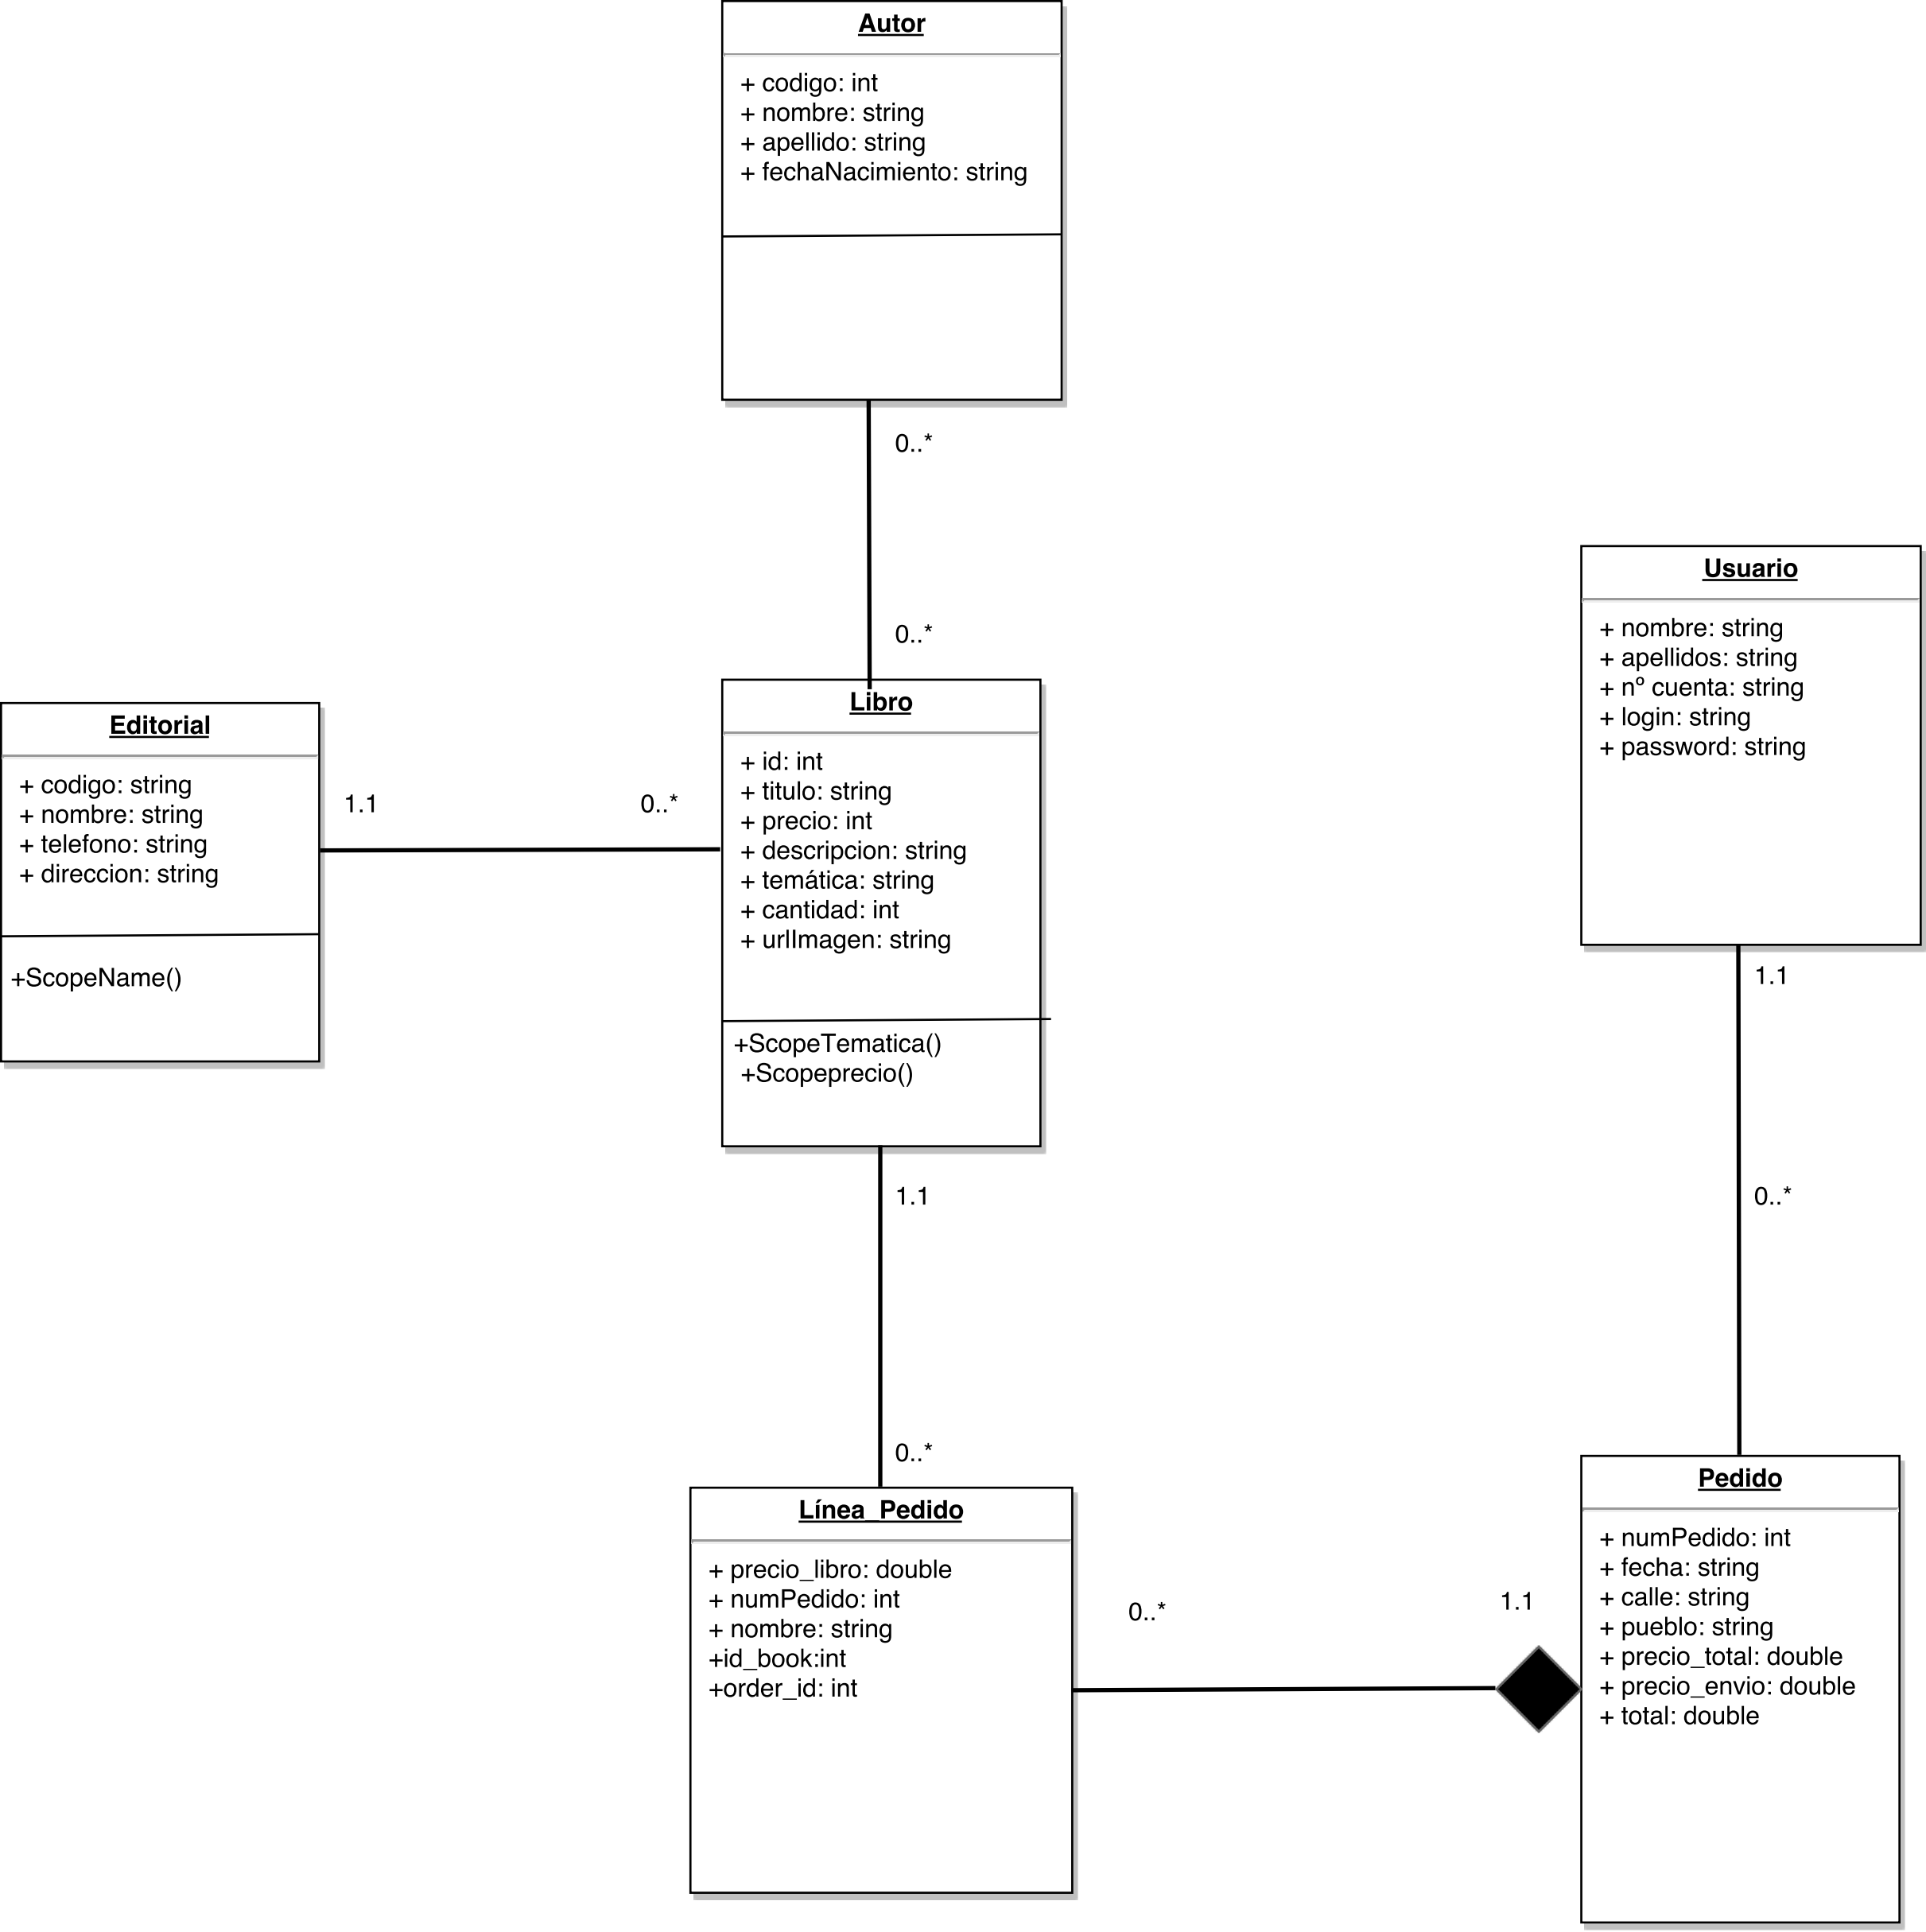 Autor
+ codigo: int
+ nombre: string
+ apellido: string
+ fechaNacimiento: string
0..*
0..*
Usuario
+ nombre: string
+ apellidos: string
+ nº cuenta: string
+ login: string
+ password: string
Editorial
+ codigo: string
+ nombre: string
+ telefono: string
+ direccion: string
+ScopeName()
1.1
0..*
Libro
+ id: int
+ titulo: string
+ precio: int
+ descripcion: string
+ temática: string
+ cantidad: int
+ urlImagen: string
+ScopeTematica()
+Scopeprecio()
1.1
0..*
1.1
0..*
Línea_Pedido
+ precio_libro: double
+ numPedido: int
+ nombre: string
+id_book:int
+order_id: int
0..*
1.1
Pedido
+ numPedido: int
+ fecha: string
+ calle: string
+ pueblo: string
+ precio_total: double
+ precio_envio: double
+ total: double